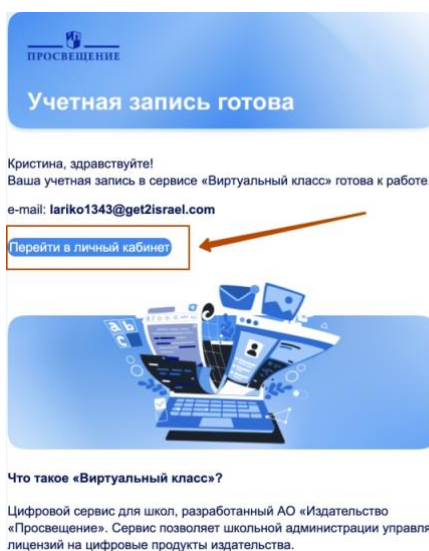 ПРОСВЕЩЕНИЕ
Учетная запись готова
Кристина, здравствуйте!
Ваша учетная запись в сервисе «Виртуальный класс» готова к работе
e-mail: lariko1343@get2israel.com
Перейти в личный кабинет
ab
c
Что такое «Виртуальный класс»?
Цифровой сервис для школ, разработанный АО «Издательство
«Просвещение». Сервис позволяет школьной администрации управля
лицензий на цифровые продукты издательства.